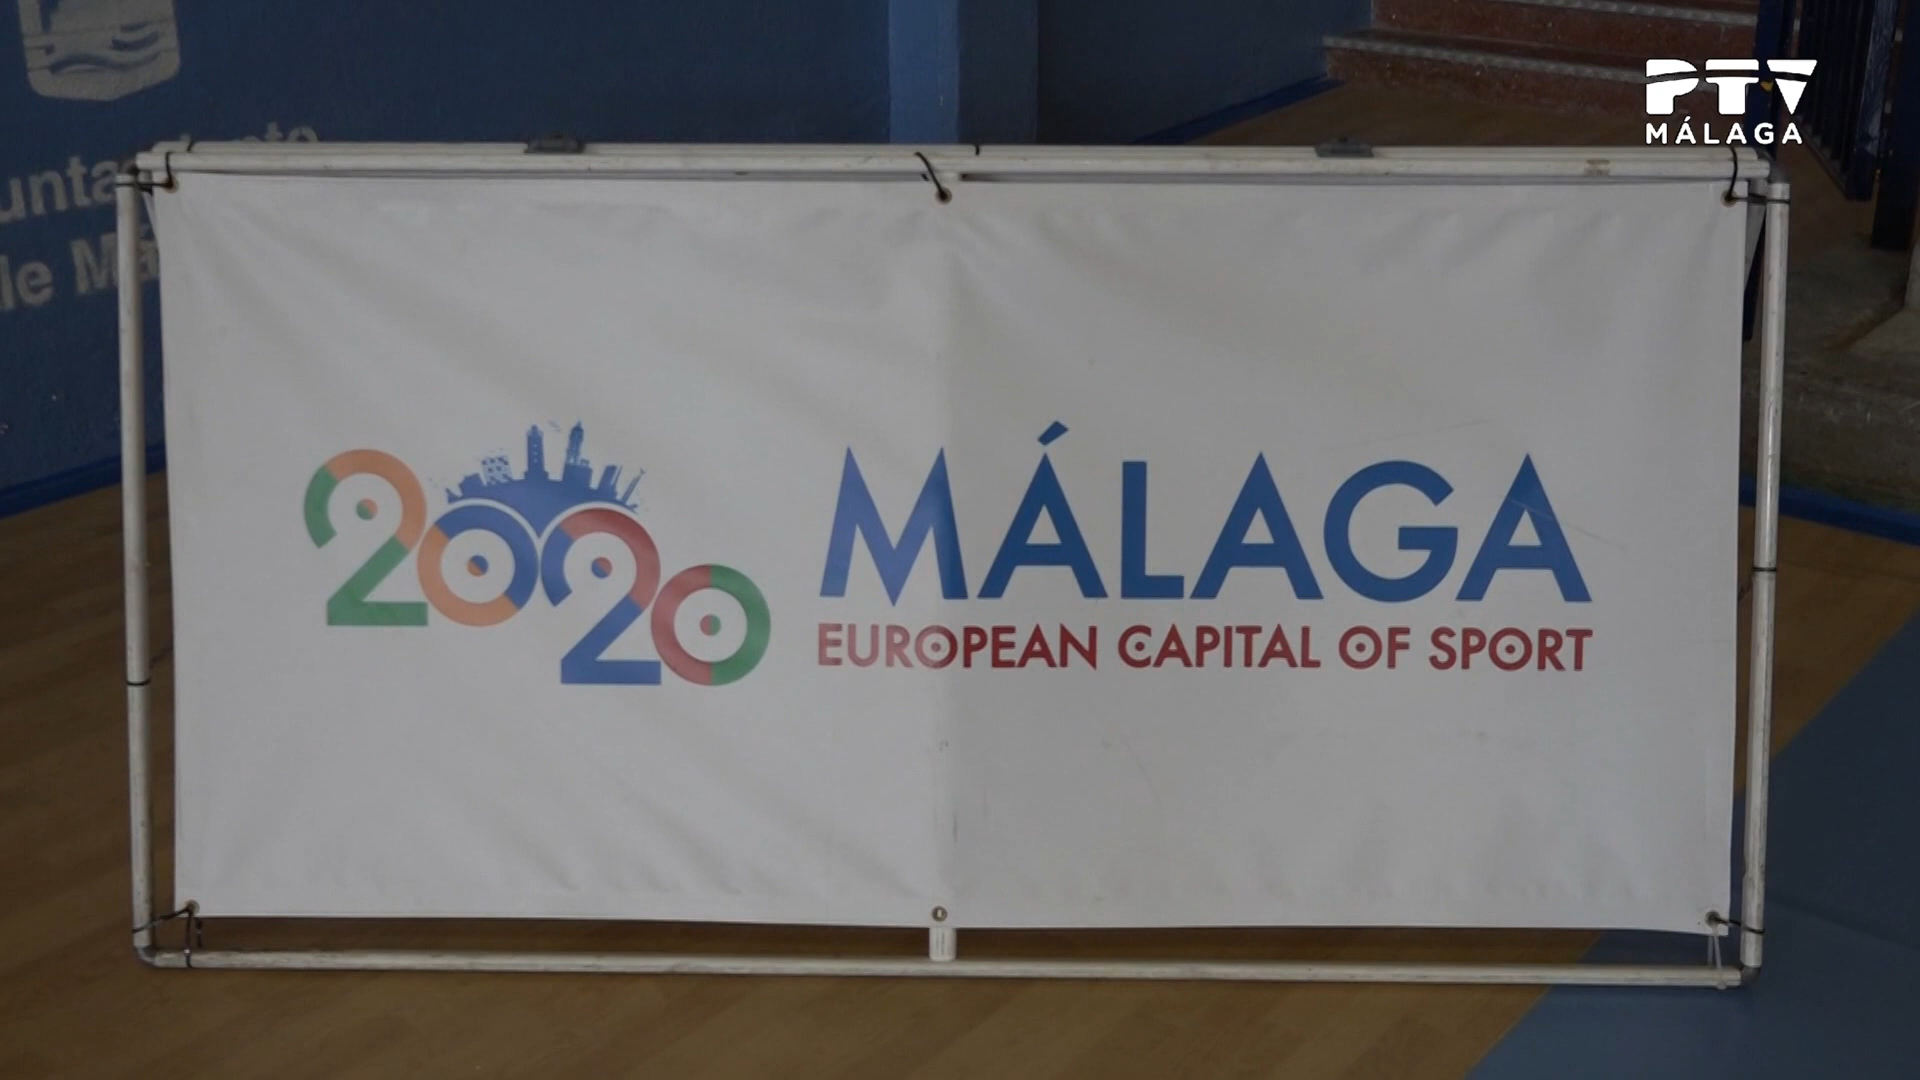 PTV
MÁLAGA
2020
MÁLAGA
EUROPEAN CAPITAL OF SPORT